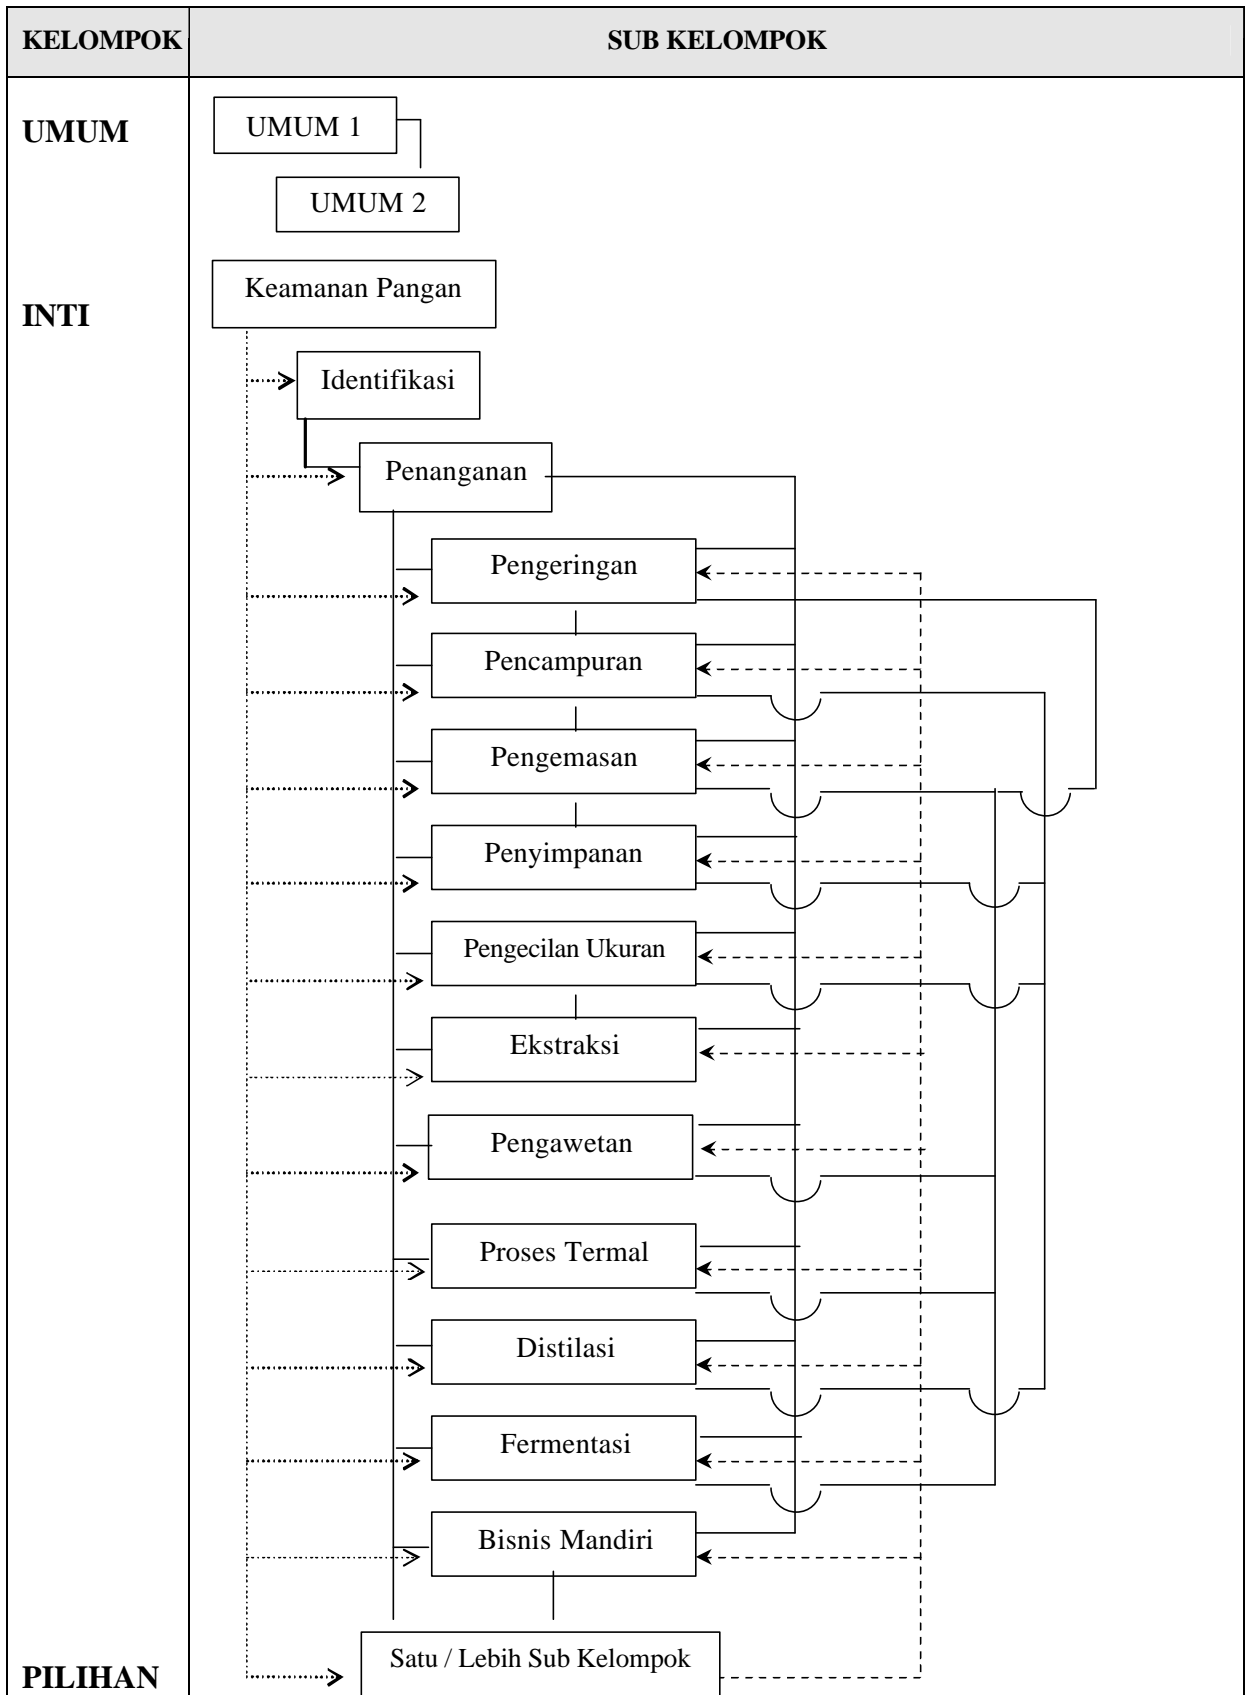 KELOMPOK SUB KELOMPOK
UMUM
UMUM 1
UMUM 2
INTI
Keamanan Pangan
Identifikasi
Penanganan
Pengeringan
Pencampuran
Pengemasan
Penyimpanan
Pengecilan Ukuran
Ekstraksi
Pengawetan
Proses Termal
Distilasi
Fermentasi
Bisnis Mandiri
PILIHAN
Satu / Lebih Sub Kelompok